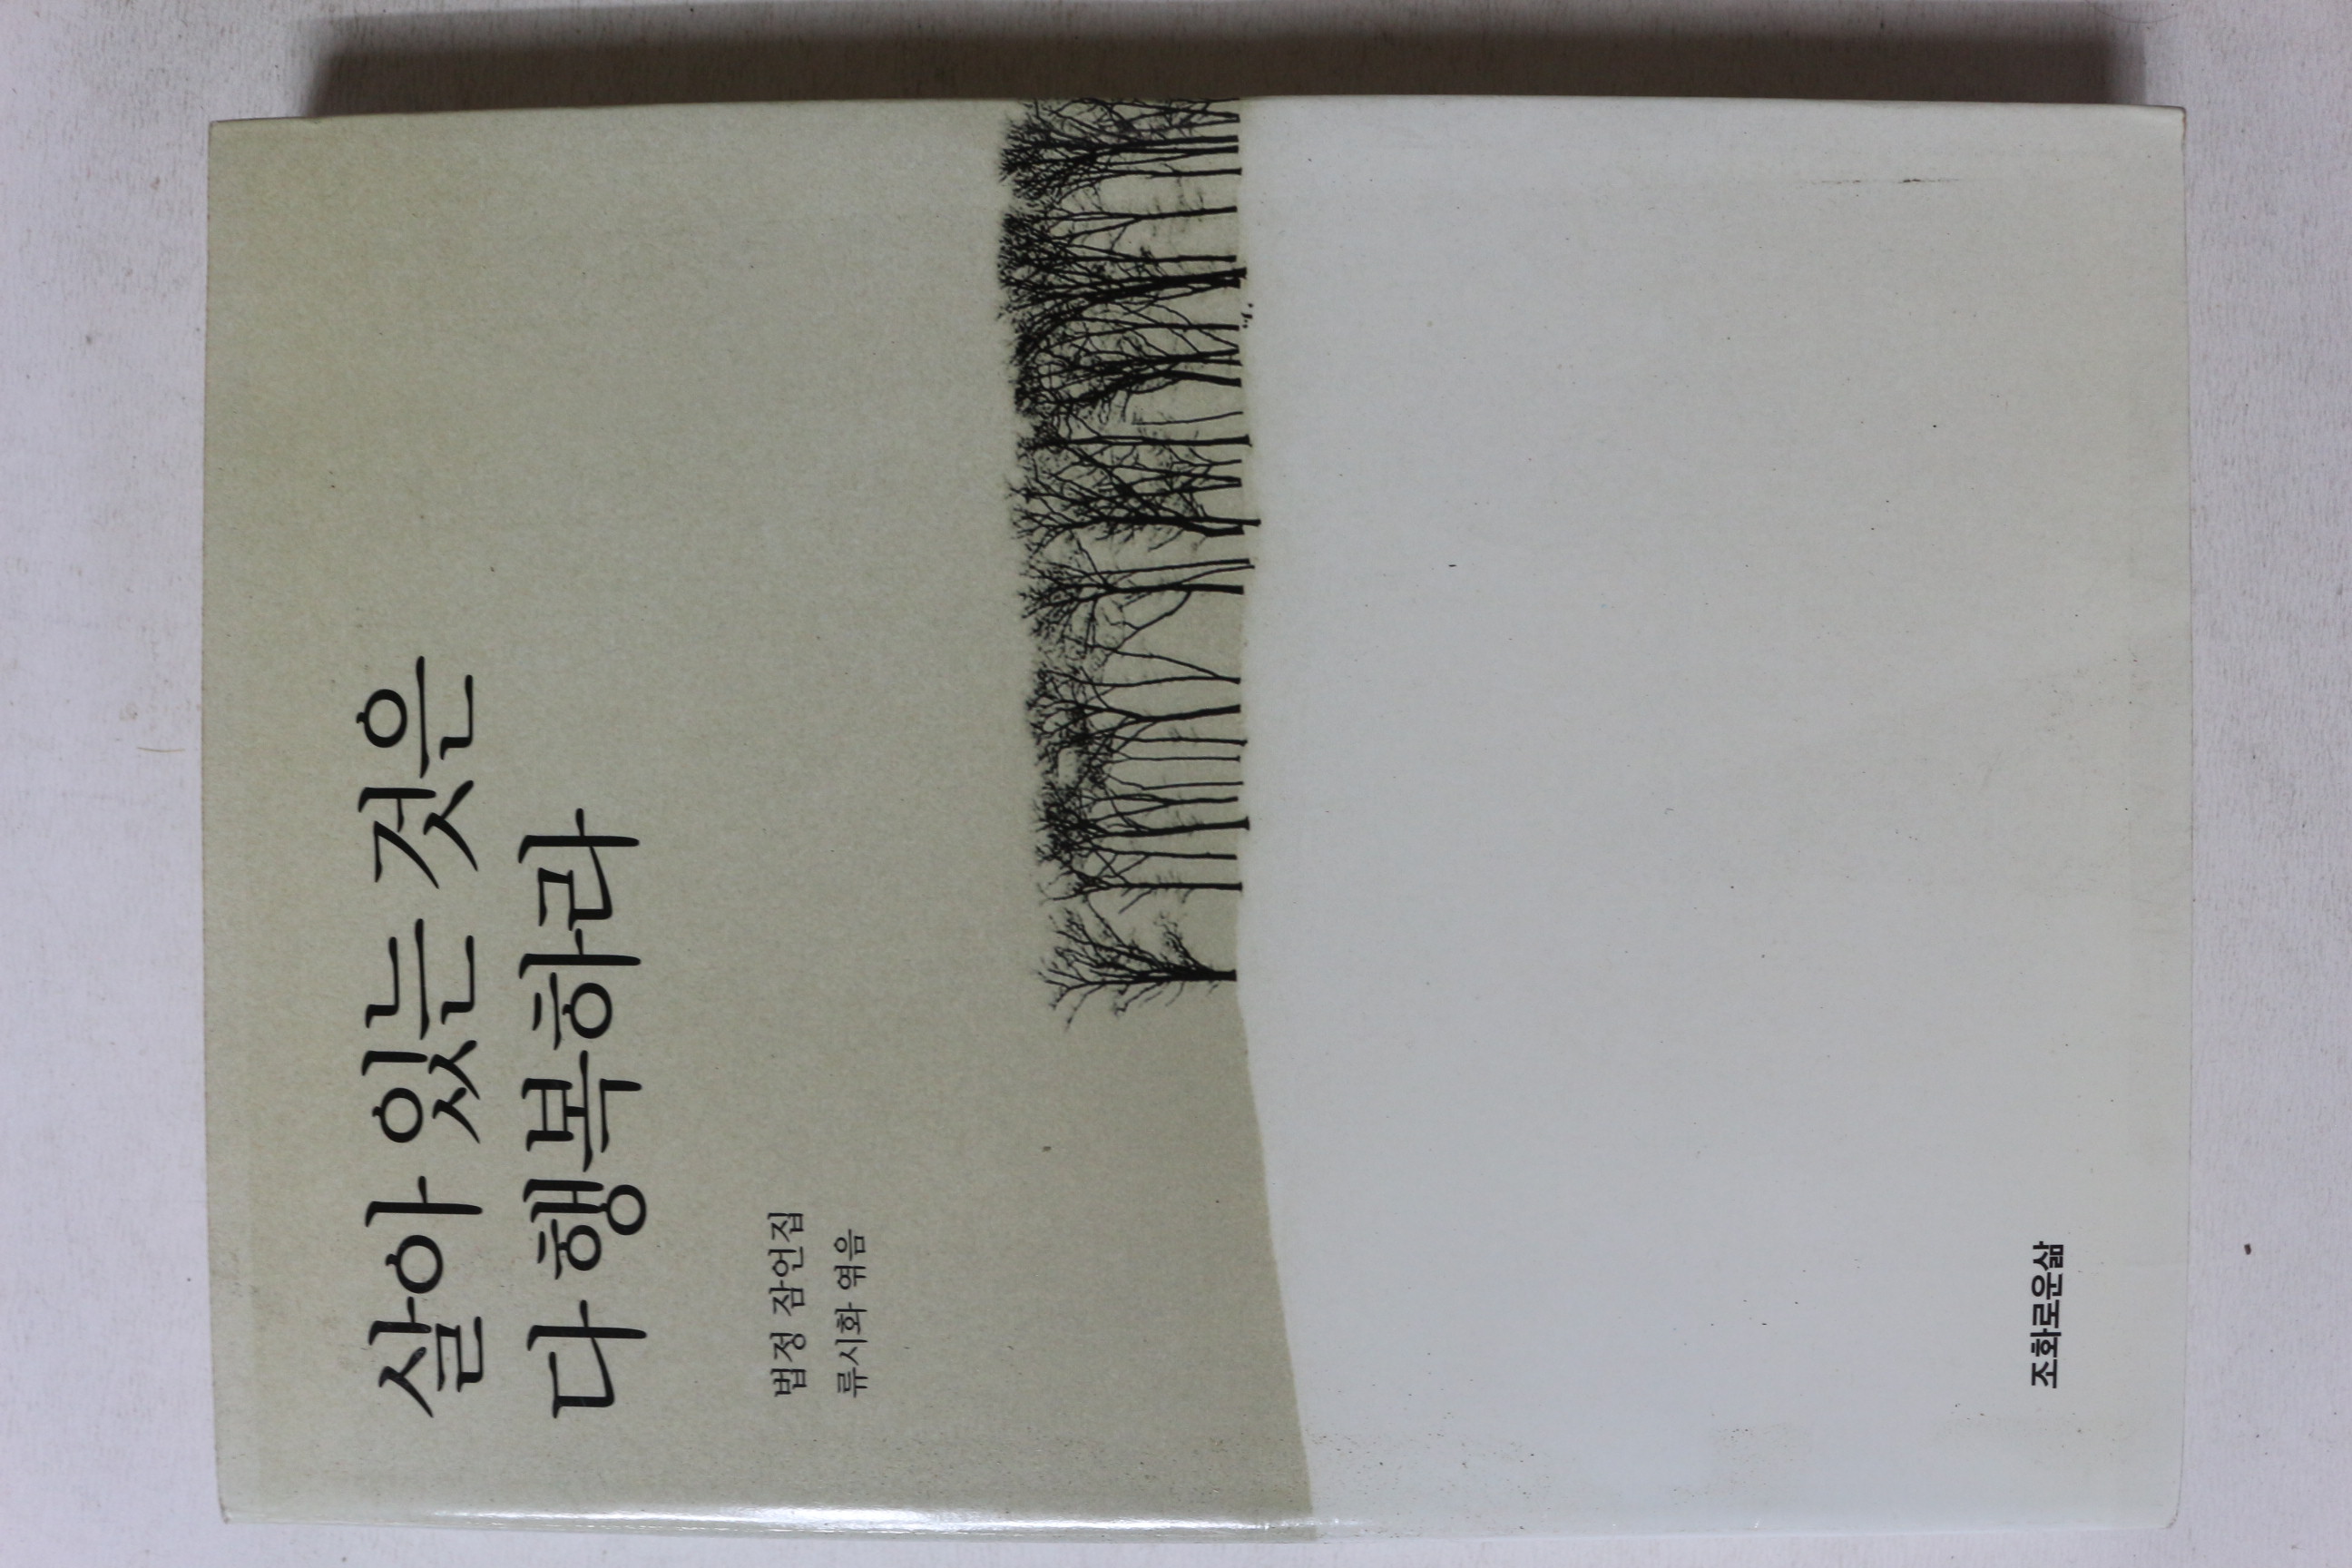 살아 있는 것은
다 행복하라
법정 잠언집
류시화 엮음
조화로운삶